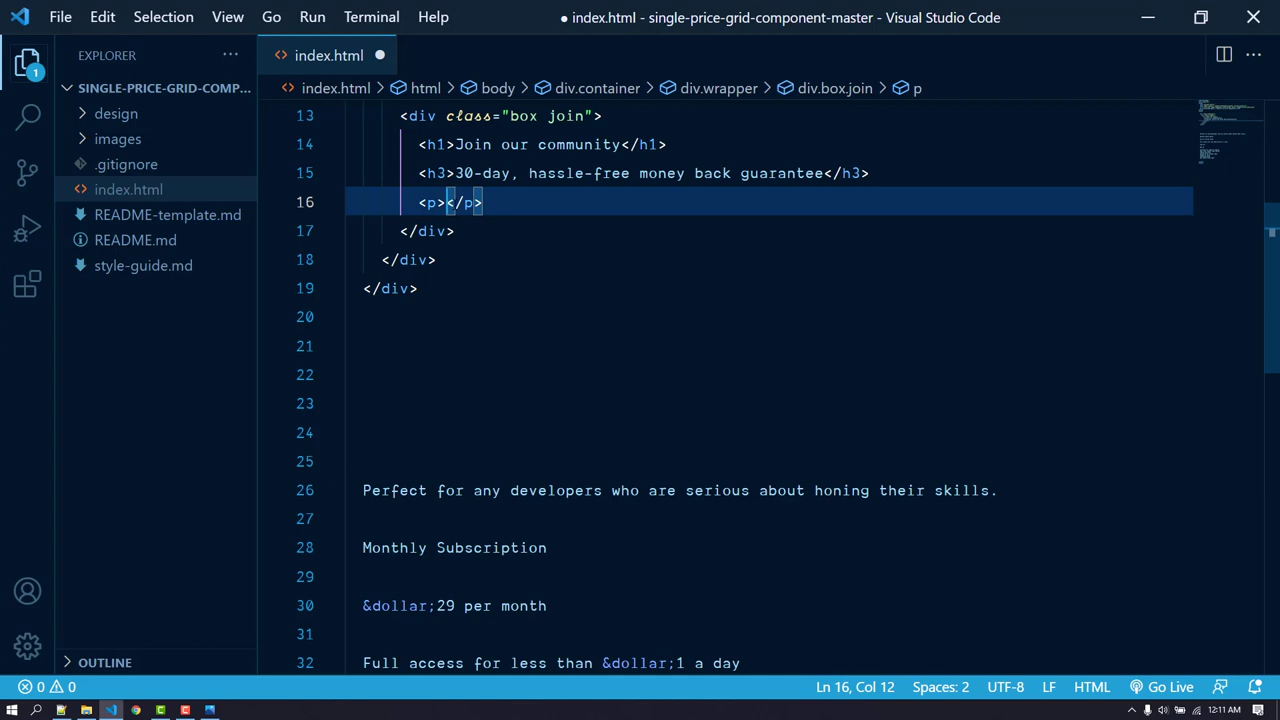 File Edit Selection View Go Run Terminal Help
● index.html - single-price-grid-component-master - Visual Studio Code
EXPLORER
index.html
index.html > html > body > div.container > div.wrapper > div.box.join > p
1
SINGLE-PRICE-GRID-COMP...
design
images
.gitignore
index.html
README-template.md
README.md
style-guide.md
OUTLINE
13 <div class="box join">
14 <h1>Join our community</h1>
15 <h3>30-day, hassle-free money back guarantee</h3>
16 <p></p>
17 </div>
18 </div>
19 </div>
20
21
22
23
24
25
26 Perfect for any developers who are serious about honing their skills.
27
28 Monthly Subscription
29
30 &dollar;29 per month
31
32 Full access for less than &dollar;1 a day
0 0 Ln 16, Col 12 Spaces: 2 UTF-8 LF HTML Go Live
12:11 AM